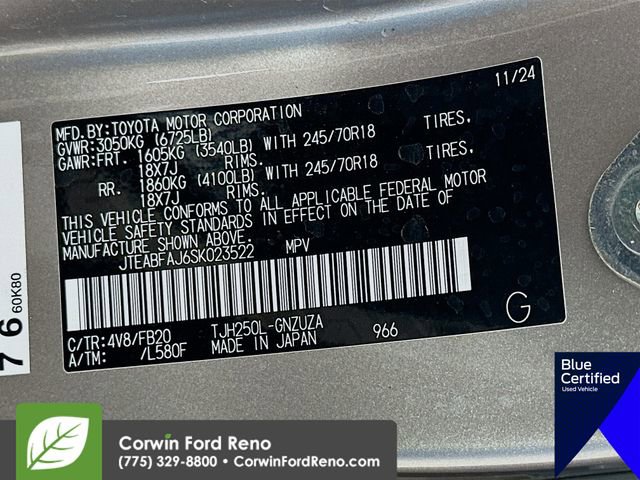 11/24
MFD.BY:TOYOTA MOTOR CORPORATION
GVWR:3050KG (6725LB)
GAWR:FRT. 1605KG (3540LB) WITH 245/70R18 TIRES,
18X7J RIMS.
RR. 1860KG (4100LB) WITH 245/70R18 TIRES,
18X7J RIMS.
THIS VEHICLE CONFORMS TO ALL APPLICABLE FEDERAL MOTOR
VEHICLE SAFETY STANDARDS IN EFFECT ON THE DATE OF
MANUFACTURE SHOWN ABOVE.
JTEABFAJ6SK023522 MPV
C/TR:4V8/FB20 TJH250L-GNZUZA 966 G
A/TM: /L580F MADE IN JAPAN
76
60K80
Blue
Certified
Used Vehicle
Corwin Ford Reno
(775) 329-8800 • CorwinFordReno.com